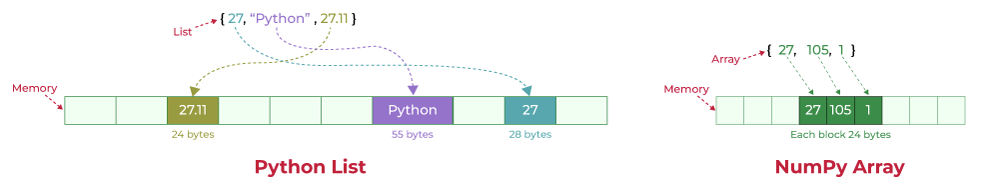 { 27, “Python” , 27.11 }
List
Memory
27.11
Python
27
24 bytes
55 bytes
28 bytes
Python List
{ 27, 105, 1 }
Array
Memory
27 105 1
Each block 24 bytes
NumPy Array